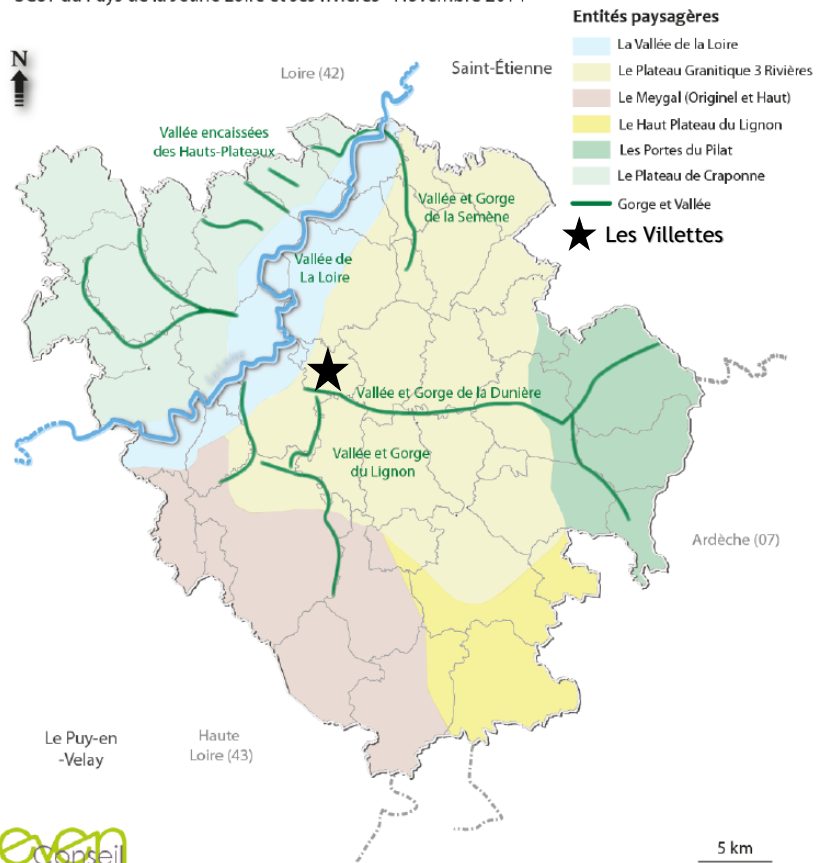 Entités paysagères
La Vallée de la Loire
Le Plateau Granitique 3 Rivières
Le Meygal (Originel et Haut)
Le Haut Plateau du Lignon
Les Portes du Pilat
Le Plateau de Craponne
Gorge et Vallée
Les Villettes
N
Loire (42)
Saint-Étienne
Vallée encaissées
des Hauts-Plateaux
Vallée et Gorge
de la Semène
Vallée de
La Loire
Vallée et Gorge de la Dunière
Vallée et Gorge
du Lignon
Ardèche (07)
Le Puy-en
-Velay
Haute
Loire (43)
even
Conseil
5 km